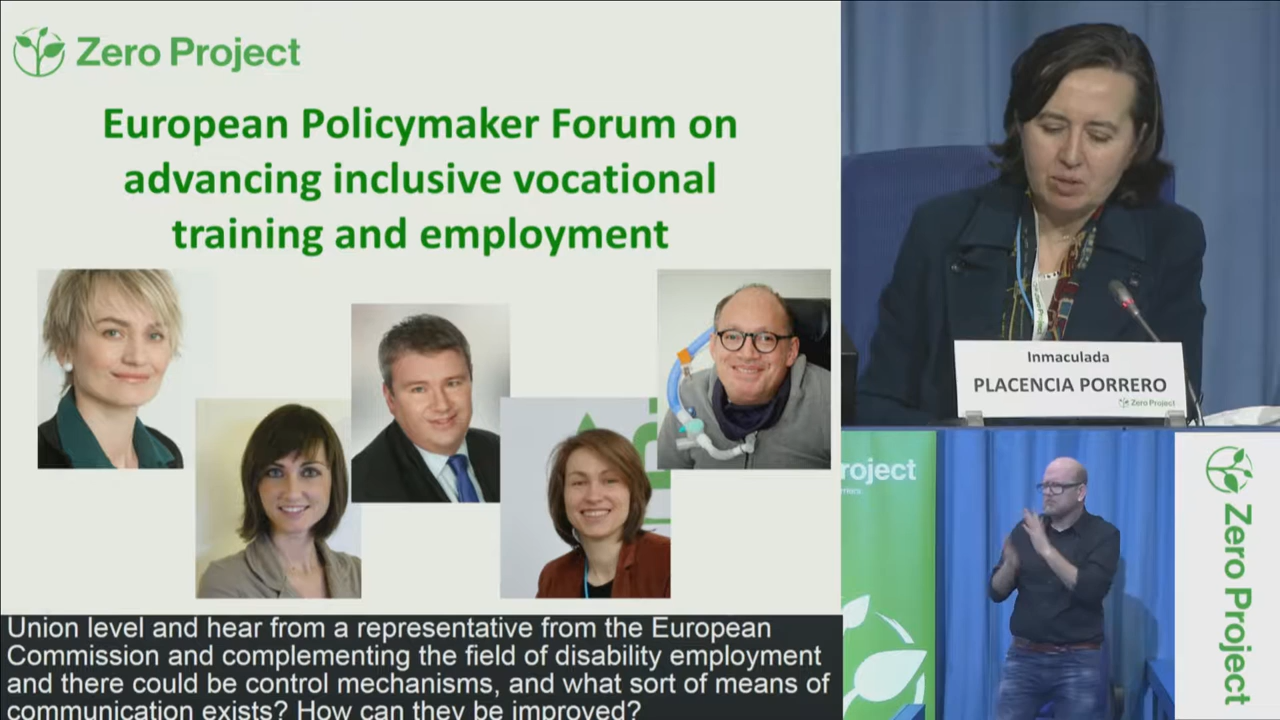 Zero Project
European Policymaker Forum on
advancing inclusive vocational
training and employment
Inmaculada
PLACENCIA PORRERO
Zero Project
roject
Zero Project
Union level and hear from a representative from the European
Commission and complementing the field of disability employment
and there could be control mechanisms, and what sort of means of
communication exists? How can they be improved?